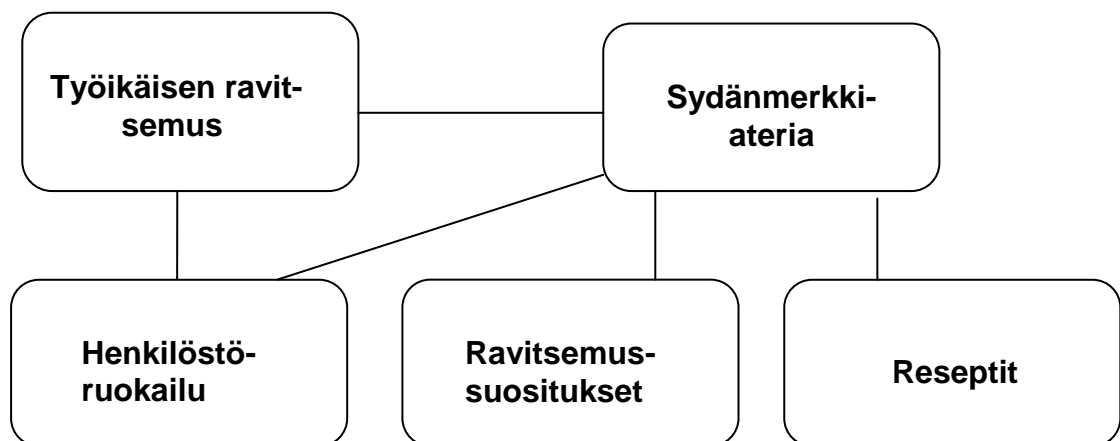 Työikäisen ravit-
semus
Sydänmerkki-
ateria
Henkilöstö-
ruokailu
Ravitsemus-
suositukset
Reseptit